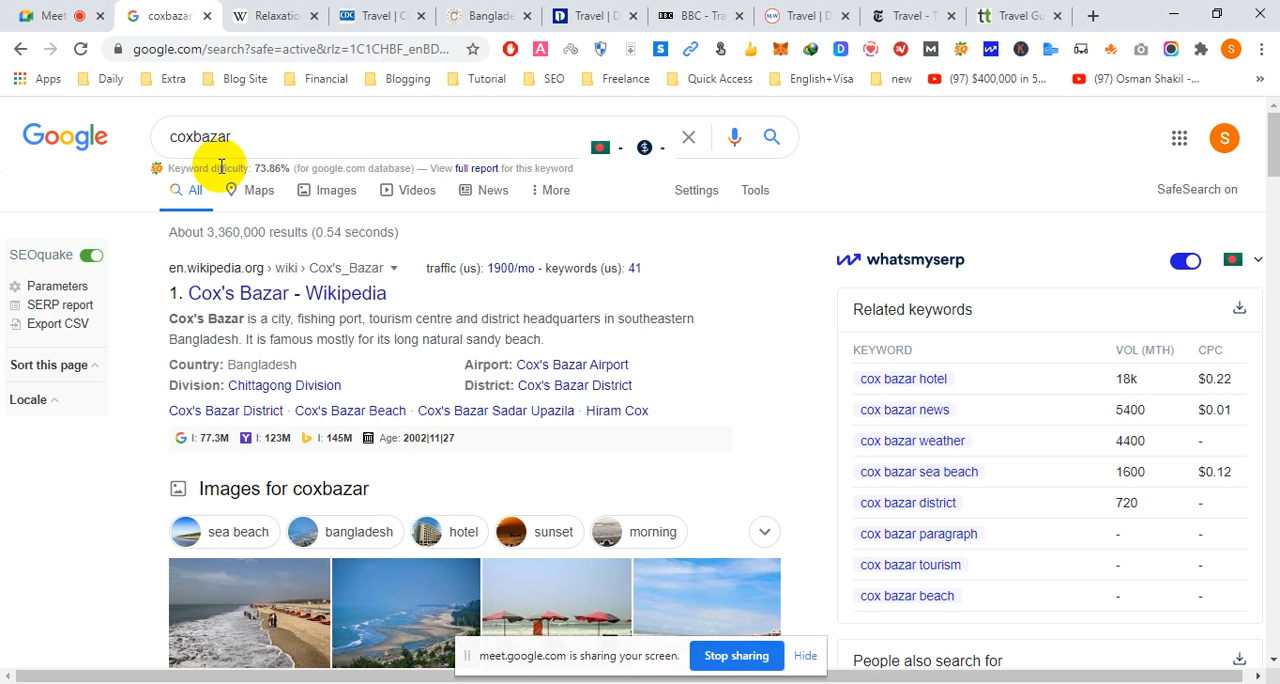 Meet
coxbazar
Relaxatic
CDC Travel | C
Banglade
D Travel | D
BBC BBC - Tra
MW Travel | D
T Travel - T
tt Travel Gu
google.com/search?safe=active&rlz=1C1CHBF_enBD...
S
Apps
Daily
Extra
Blog Site
Financial
Blogging
Tutorial
SEO
Freelance
Quick Access
English+Visa
new
(97) $400,000 in 5...
(97) Osman Shakil -...
»
Google
coxbazar
S
Keyword difficulty: 73.86% (for google.com database) — View full report for this keyword
All
Maps
Images
Videos
News
More
Settings
Tools
SafeSearch on
About 3,360,000 results (0.54 seconds)
SEOquake
Parameters
SERP report
Export CSV
Sort this page
Locale
en.wikipedia.org › wiki › Cox's_Bazar
traffic (us): 1900/mo - keywords (us): 41
1. Cox's Bazar - Wikipedia
Cox's Bazar is a city, fishing port, tourism centre and district headquarters in southeastern
Bangladesh. It is famous mostly for its long natural sandy beach.
Country: Bangladesh
Airport: Cox's Bazar Airport
Division: Chittagong Division
District: Cox's Bazar District
Cox's Bazar District · Cox's Bazar Beach · Cox's Bazar Sadar Upazila · Hiram Cox
G I: 77.3M Y I: 123M I: 145M Age: 2002|11|27
Images for coxbazar
sea beach
bangladesh
hotel
sunset
morning
whatsmyserp
Related keywords
KEYWORD VOL (MTH) CPC
cox bazar hotel 18k $0.22
cox bazar news 5400 $0.01
cox bazar weather 4400 -
cox bazar sea beach 1600 $0.12
cox bazar district 720 -
cox bazar paragraph - -
cox bazar tourism - -
cox bazar beach - -
People also search for
meet.google.com is sharing your screen.
Stop sharing
Hide